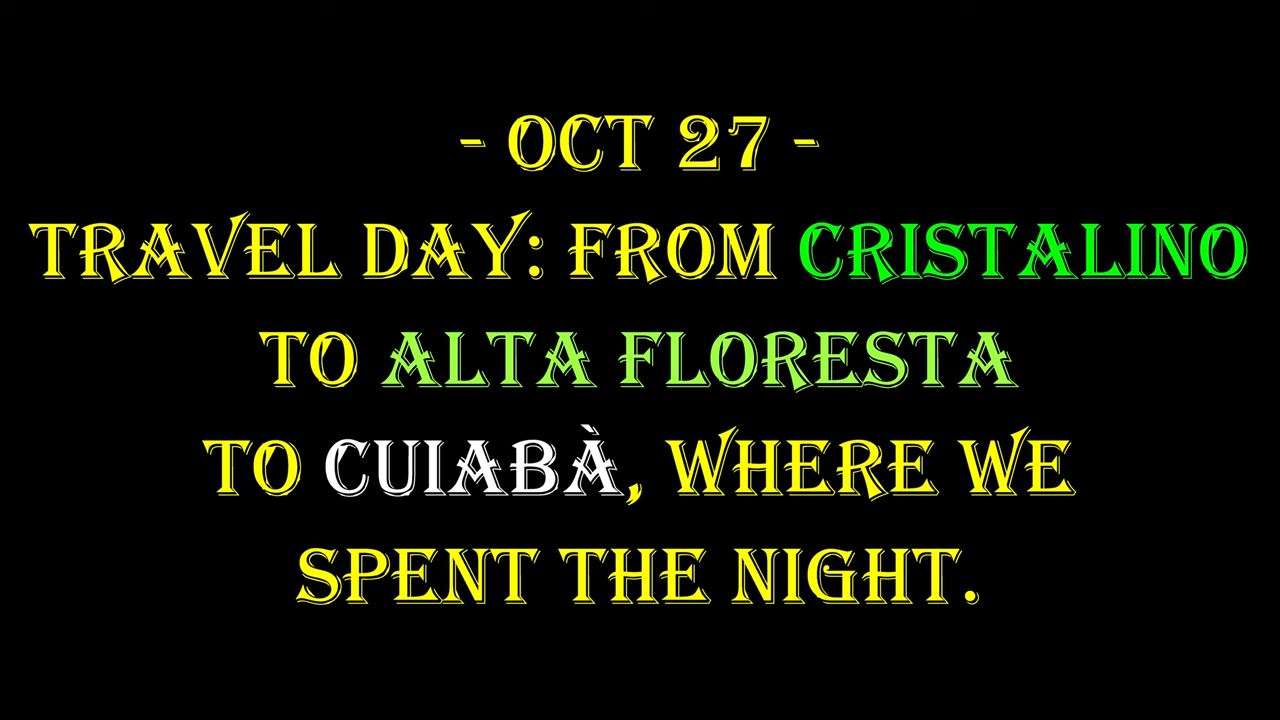 - OCT 27 -
TRAVEL DAY: FROM CRISTALINO
TO ALTA FLORESTA
TO CUIABÀ, WHERE WE
SPENT THE NIGHT.